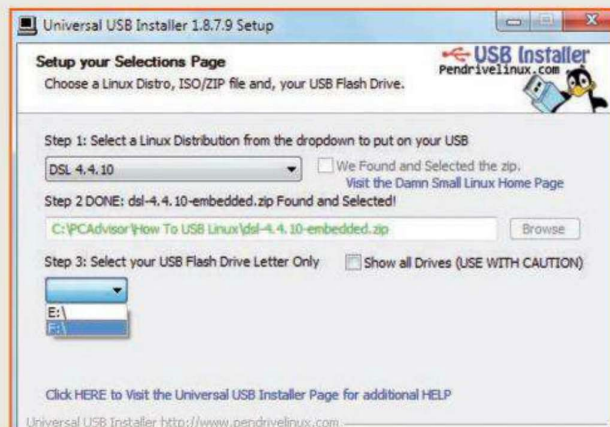 Universal USB Installer 1.8.7.9 Setup
Setup your Selections Page
Choose a Linux Distro, ISO/ZIP file and, your USB Flash Drive.
USB Installer
Pendrivelinux.com
Step 1: Select a Linux Distribution from the dropdown to put on your USB
DSL 4.4.10
We Found and Selected the zip.
Visit the Damn Small Linux Home Page
Step 2 DONE: dsl-4.4.10-embedded.zip Found and Selected!
C:\PCAdvisor\How To USB Linux\dsl-4.4.10-embedded.zip
Browse
Step 3: Select your USB Flash Drive Letter Only
Show all Drives (USE WITH CAUTION)
E:\
F:\
Click HERE to Visit the Universal USB Installer Page for additional HELP
Universal USB Installer http://www.pendrivelinux.com